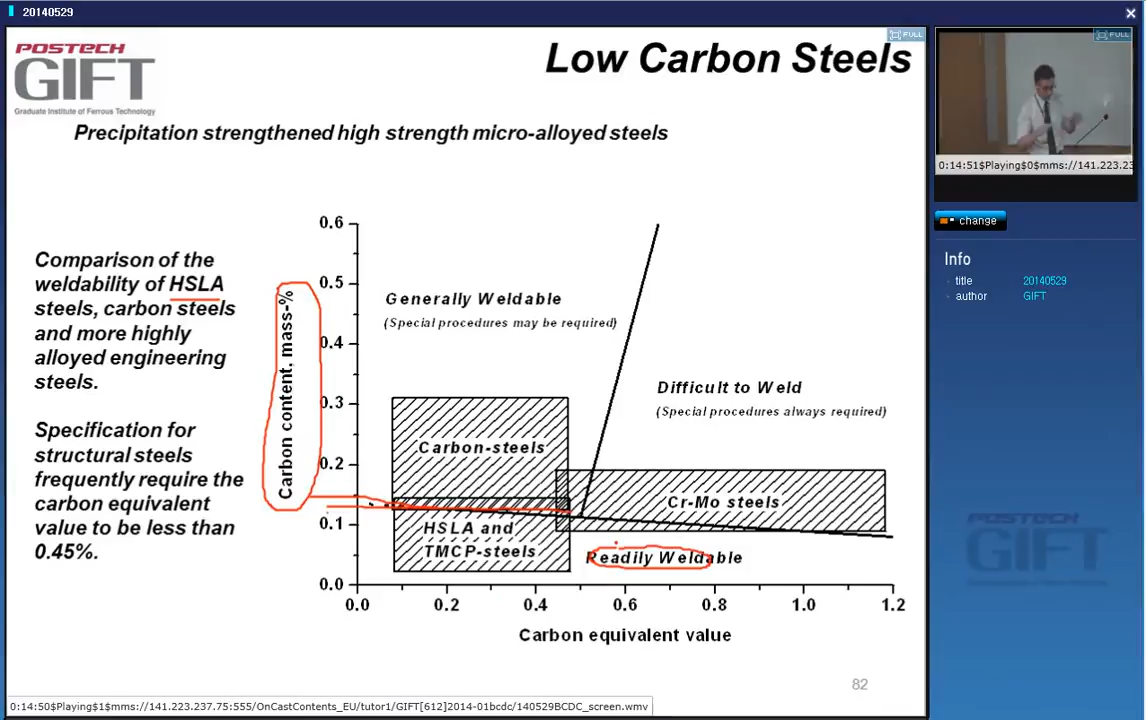 20140529
FULL
POSTECH
GIFT
Graduate Institute of Ferrous Technology
Low Carbon Steels
Precipitation strengthened high strength micro-alloyed steels
Comparison of the
weldability of HSLA
steels, carbon steels
and more highly
alloyed engineering
steels.
Specification for
structural steels
frequently require the
carbon equivalent
value to be less than
0.45%.
Carbon content, mass-%
0.6
0.5
0.4
0.3
0.2
0.1
0.0
Generally Weldable
(Special procedures may be required)
Difficult to Weld
(Special procedures always required)
Carbon-steels
Cr-Mo steels
HSLA and
TMCP-steels
Readily Weldable
0.0 0.2 0.4 0.6 0.8 1.0 1.2
Carbon equivalent value
82
0:14:50$Playing$1$mms://141.223.237.75:555/OnCastContents_EU/tutor1/GIFT[612]2014-01bcdc/140529BCDC_screen.wmv
FULL
0:14:51$Playing$0$mms://141.223.23
change
Info
title 20140529
author GIFT
POSTECH
GIFT